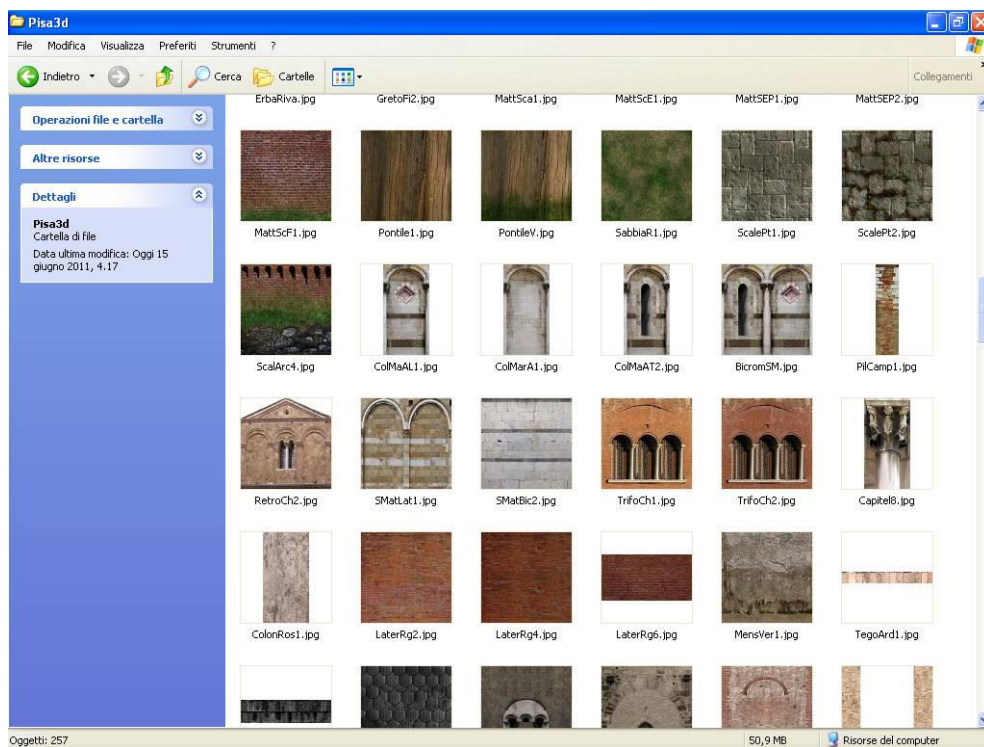 Pisa3d
File Modifica Visualizza Preferiti Strumenti ?
Indietro Cerca Cartelle Collegamenti
Operazioni file e cartella
Altre risorse
Dettagli
Pisa3d
Cartella di file
Data ultima modifica: Oggi 15
giugno 2011, 4.17
ErbaRiva.jpg GretoFi2.jpg MattSca1.jpg MattScE1.jpg MattSEP1.jpg MattSEP2.jpg
MattScF1.jpg Pontile1.jpg PontileV.jpg SabbiaR1.jpg ScalePt1.jpg ScalePt2.jpg
ScalArc4.jpg ColMaAL1.jpg ColMarA1.jpg ColMaAT2.jpg BicromSM.jpg PilCamp1.jpg
RetroCh2.jpg SMatLat1.jpg SMatBic2.jpg TrifoCh1.jpg TrifoCh2.jpg Capitel8.jpg
ColonRos1.jpg LaterRg2.jpg LaterRg4.jpg LaterRg6.jpg MensVer1.jpg TegoArd1.jpg
Oggetti: 257 50,9 MB Risorse del computer